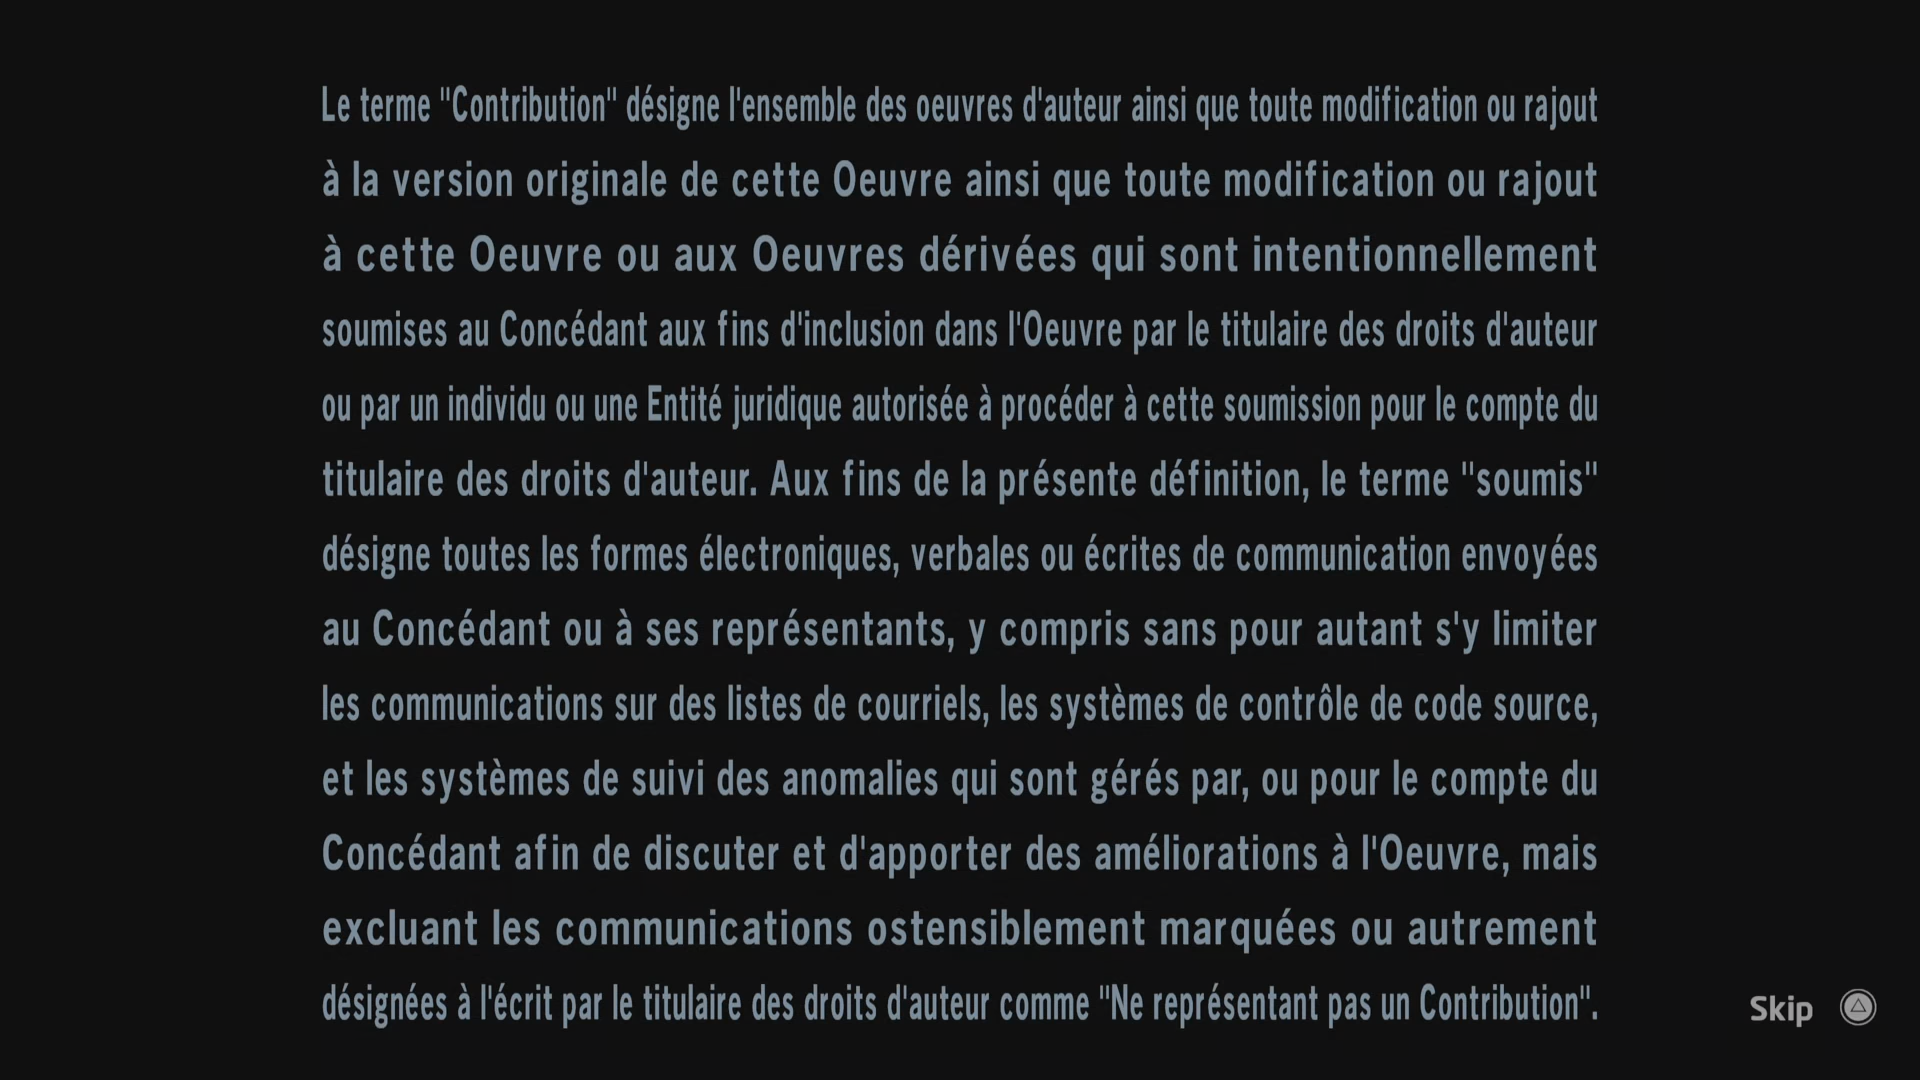 Le terme "Contribution" désigne l'ensemble des oeuvres d'auteur ainsi que toute modification ou rajout
à la version originale de cette Oeuvre ainsi que toute modification ou rajout
à cette Oeuvre ou aux Oeuvres dérivées qui sont intentionnellement
soumises au Concédant aux fins d'inclusion dans l'Oeuvre par le titulaire des droits d'auteur
ou par un individu ou une Entité juridique autorisée à procéder à cette soumission pour le compte du
titulaire des droits d'auteur. Aux fins de la présente définition, le terme "soumis"
désigne toutes les formes électroniques, verbales ou écrites de communication envoyées
au Concédant ou à ses représentants, y compris sans pour autant s'y limiter
les communications sur des listes de courriels, les systèmes de contrôle de code source,
et les systèmes de suivi des anomalies qui sont gérés par, ou pour le compte du
Concédant afin de discuter et d'apporter des améliorations à l'Oeuvre, mais
excluant les communications ostensiblement marquées ou autrement
désignées à l'écrit par le titulaire des droits d'auteur comme "Ne représentant pas un Contribution".
Skip